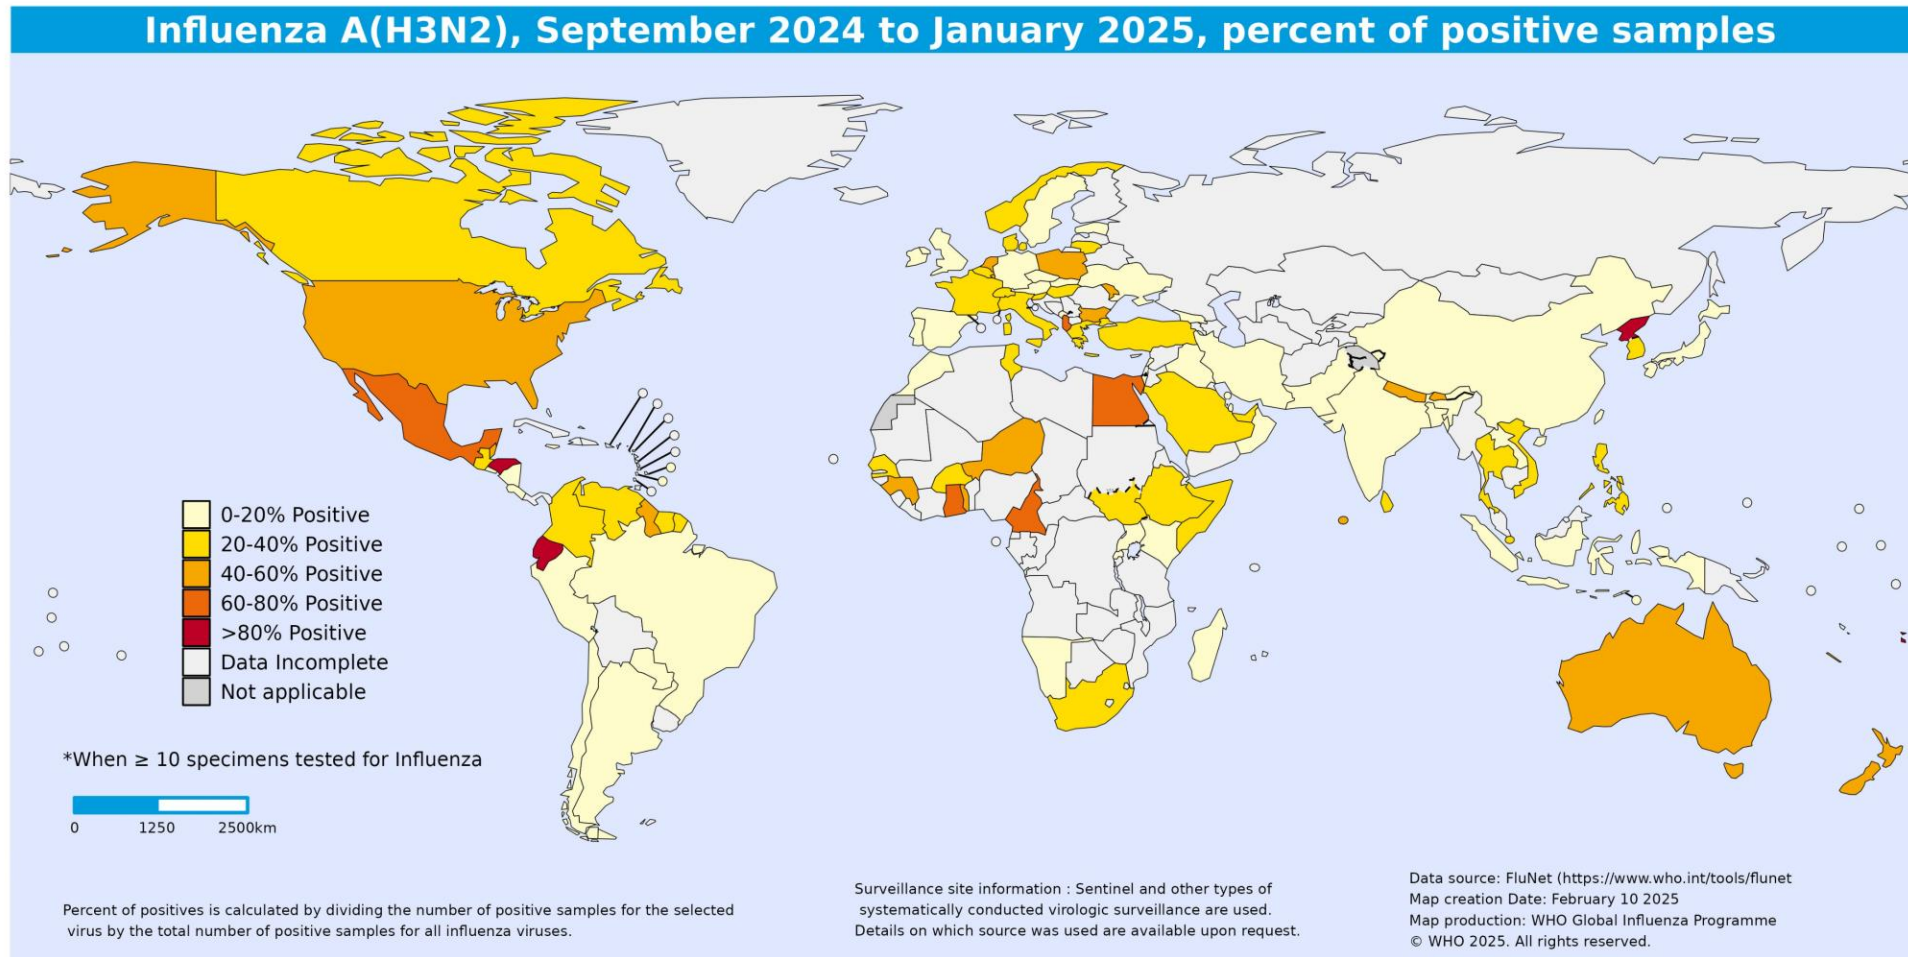 Influenza A(H3N2), September 2024 to January 2025, percent of positive samples
0-20% Positive
20-40% Positive
40-60% Positive
60-80% Positive
>80% Positive
Data Incomplete
Not applicable
*When ≥ 10 specimens tested for Influenza
0 1250 2500km
Percent of positives is calculated by dividing the number of positive samples for the selected
virus by the total number of positive samples for all influenza viruses.
Surveillance site information : Sentinel and other types of
systematically conducted virologic surveillance are used.
Details on which source was used are available upon request.
Data source: FluNet (https://www.who.int/tools/flunet
Map creation Date: February 10 2025
Map production: WHO Global Influenza Programme
© WHO 2025. All rights reserved.